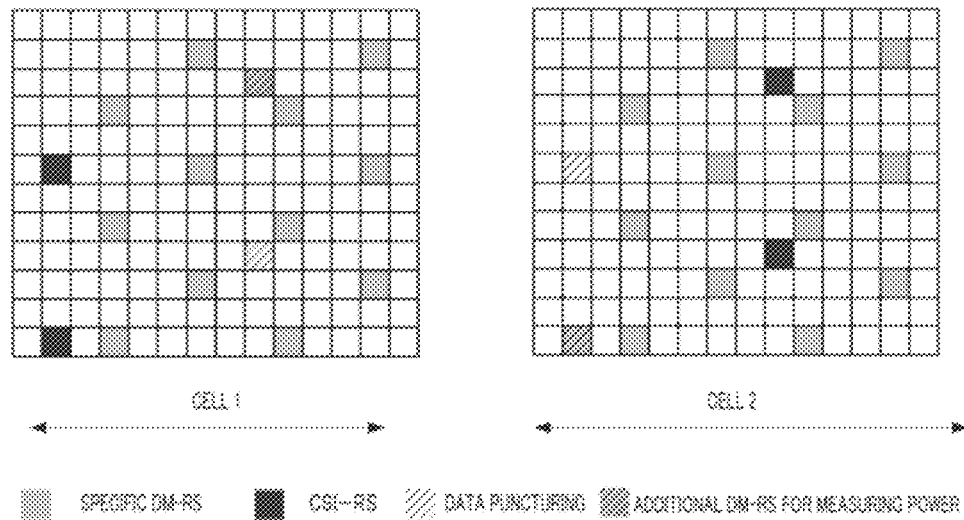 CELL 1
CELL 2
SPECIFIC DM-RS
CSI-RS
DATA PUNCTURING
ADDITIONAL DM-RS FOR MEASURING POWER